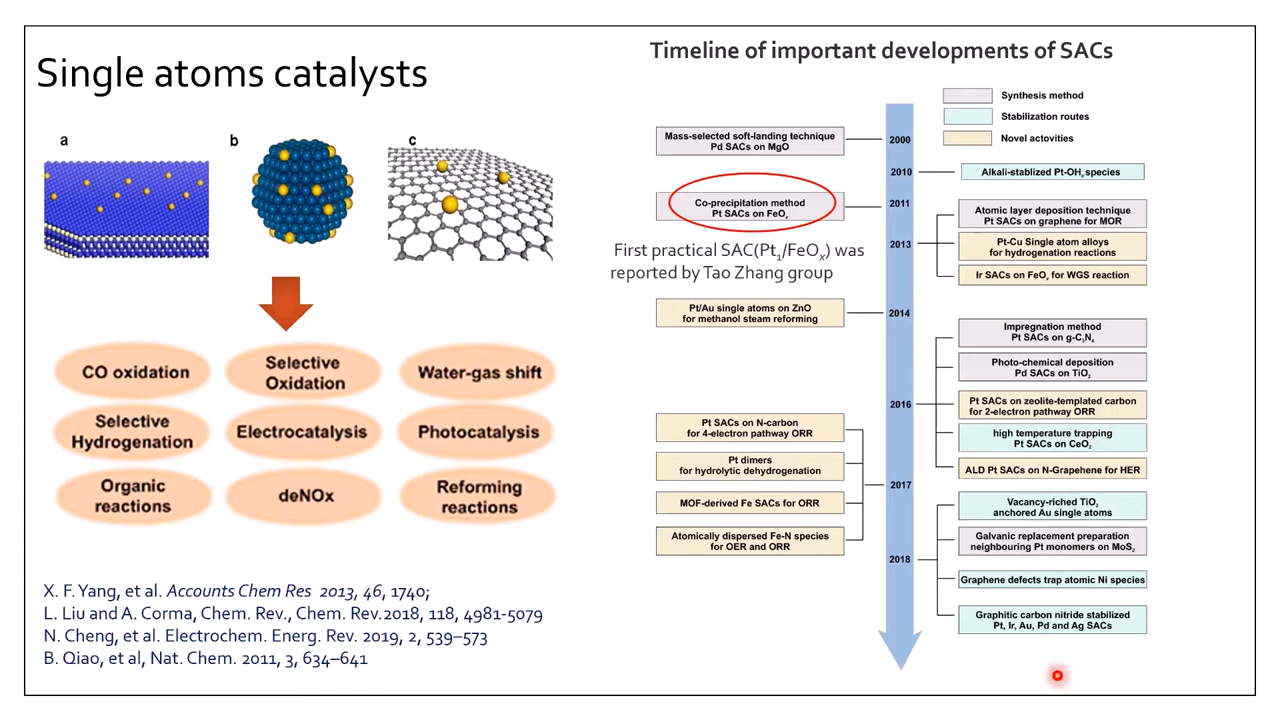 Single atoms catalysts
a
b
c
CO oxidation
Selective
Oxidation
Water-gas shift
Selective
Hydrogenation
Electrocatalysis
Photocatalysis
Organic
reactions
deNOx
Reforming
reactions
X. F. Yang, et al. Accounts Chem Res 2013, 46, 1740;
L. Liu and A. Corma, Chem. Rev., Chem. Rev.2018, 118, 4981-5079
N. Cheng, et al. Electrochem. Energ. Rev. 2019, 2, 539–573
B. Qiao, et al, Nat. Chem. 2011, 3, 634–641
Timeline of important developments of SACs
Synthesis method
Stabilization routes
Novel actovities
Mass-selected soft-landing technique
Pd SACs on MgO
2000
2010
Alkali-stablized Pt-OHₓ species
Co-precipitation method
Pt SACs on FeOₓ
2011
First practical SAC(Pt₁/FeOₓ) was
reported by Tao Zhang group
Atomic layer deposition technique
Pt SACs on graphene for MOR
2013
Pt-Cu Single atom alloys
for hydrogenation reactions
Ir SACs on FeOₓ for WGS reaction
Pt/Au single atoms on ZnO
for methanol steam reforming
2014
Impregnation method
Pt SACs on g-C₃N₄
Photo-chemical deposition
Pd SACs on TiO₂
2016
Pt SACs on zeolite-templated carbon
for 2-electron pathway ORR
high temperature trapping
Pt SACs on CeO₂
ALD Pt SACs on N-Grapehene for HER
Pt SACs on N-carbon
for 4-electron pathway ORR
Pt dimers
for hydrolytic dehydrogenation
2017
MOF-derived Fe SACs for ORR
Atomically dispersed Fe-N species
for OER and ORR
Vacancy-riched TiO₂
anchored Au single atoms
Galvanic replacement preparation
neighbouring Pt monomers on MoS₂
2018
Graphene defects trap atomic Ni species
Graphitic carbon nitride stabilized
Pt, Ir, Au, Pd and Ag SACs